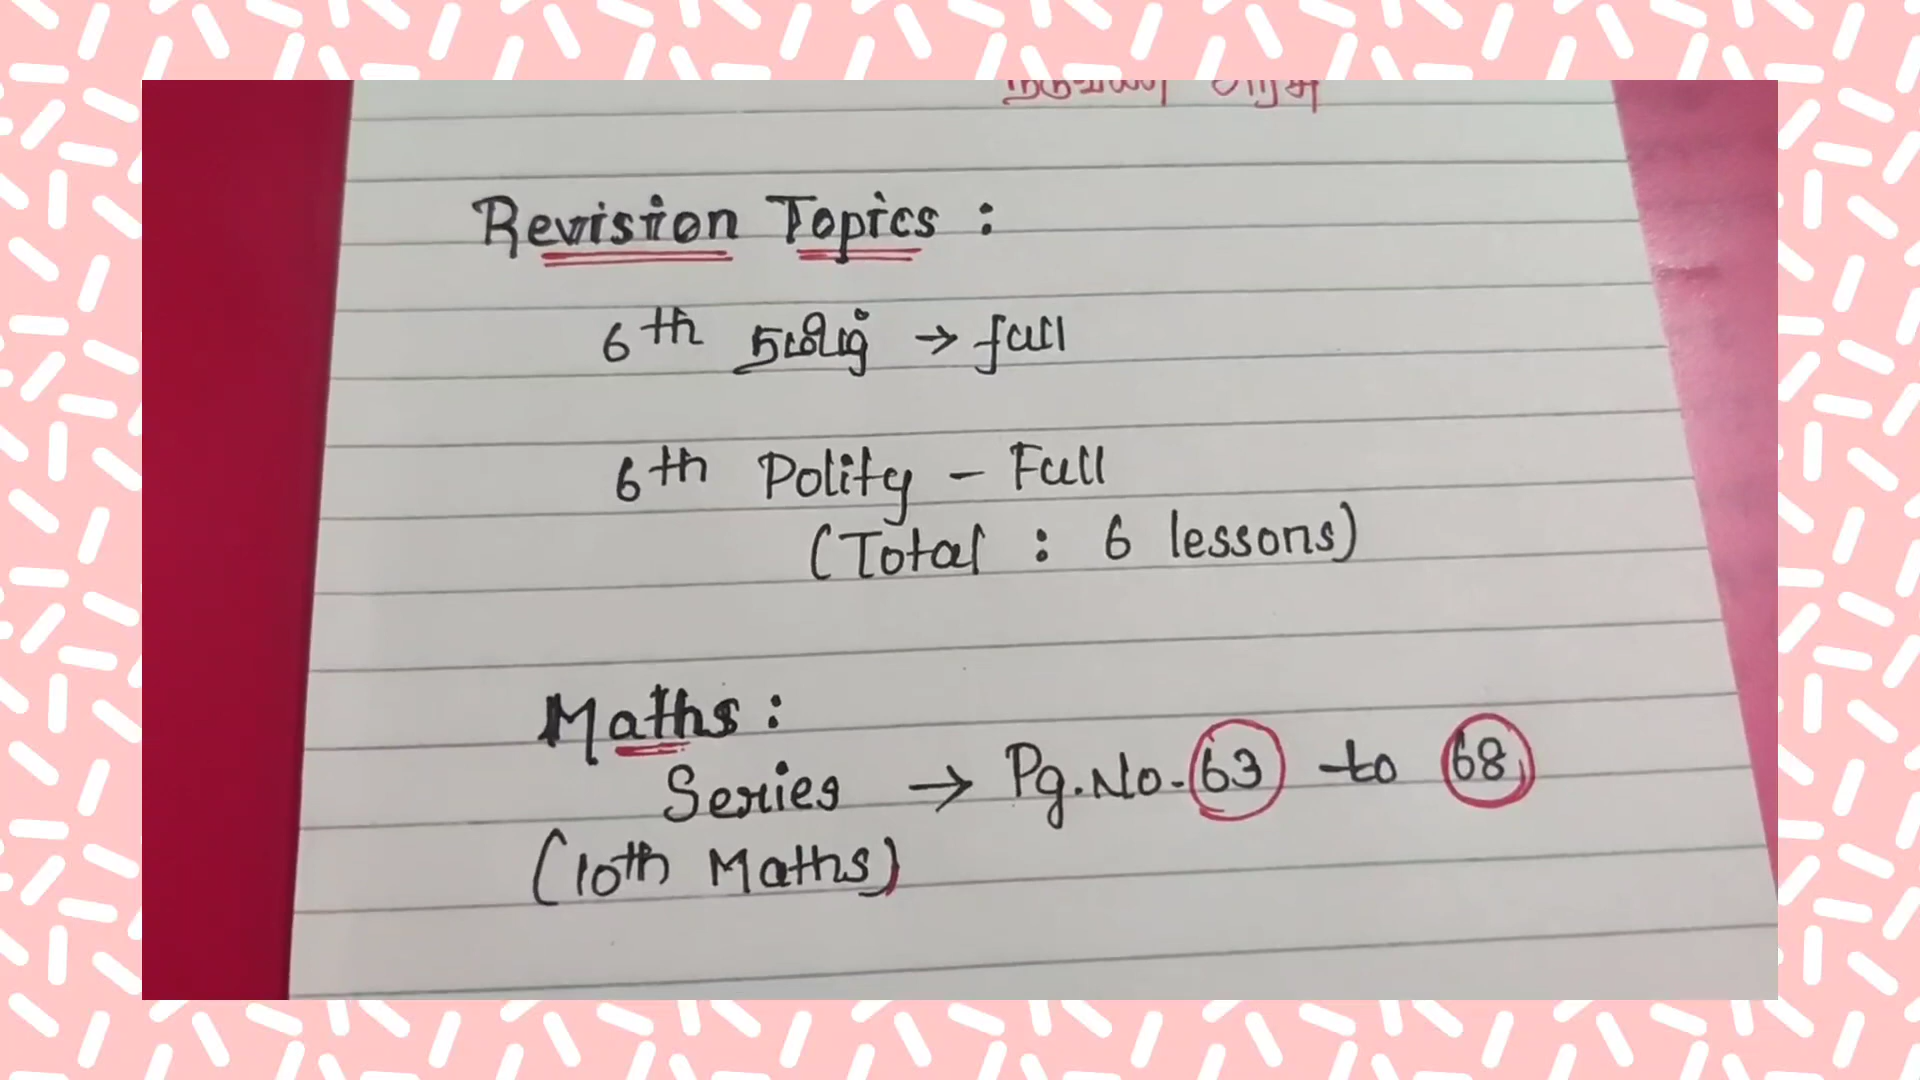 Revision Topics :
6th தமிழ் → full
6th Polity - Full
(Total : 6 lessons)
Maths :
Series → Pg.No-63 to 68
(10th Maths)